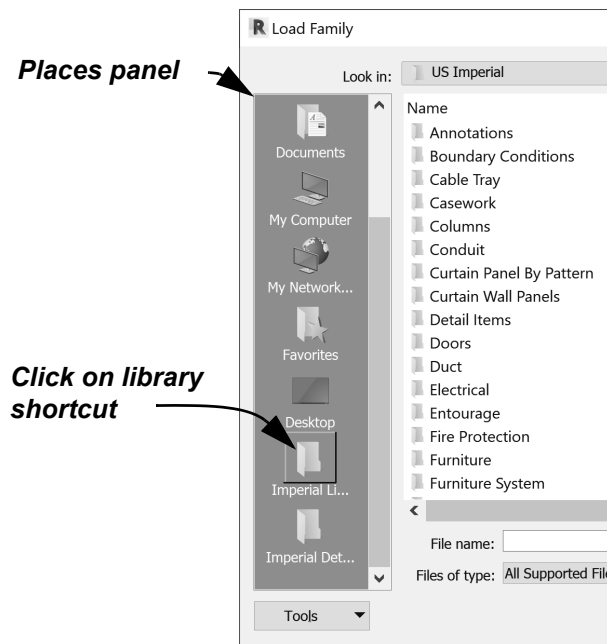 R Load Family
Places panel
Look in: US Imperial
Documents
My Computer
My Network...
Favorites
Desktop
Imperial Li...
Imperial Det...
Click on library
shortcut
Name
Annotations
Boundary Conditions
Cable Tray
Casework
Columns
Conduit
Curtain Panel By Pattern
Curtain Wall Panels
Detail Items
Doors
Duct
Electrical
Entourage
Fire Protection
Furniture
Furniture System
File name:
Files of type: All Supported File
Tools